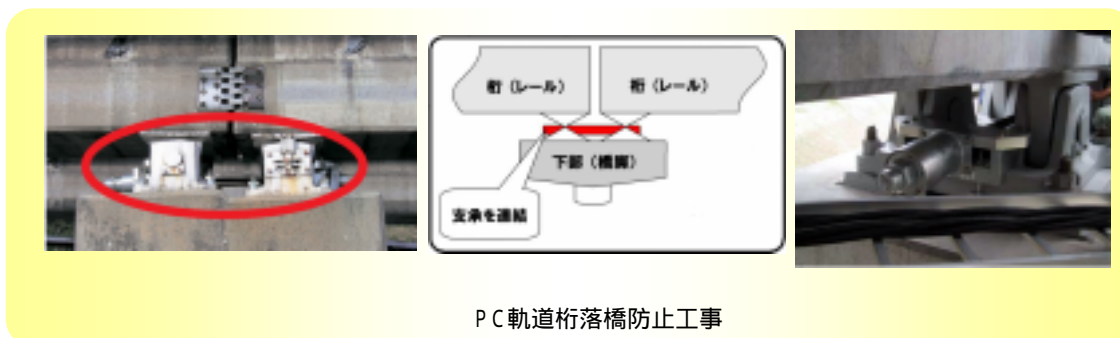 桁（レール）
桁（レール）
下部（橋脚）
支承を連結
ＰＣ軌道桁落橋防止工事